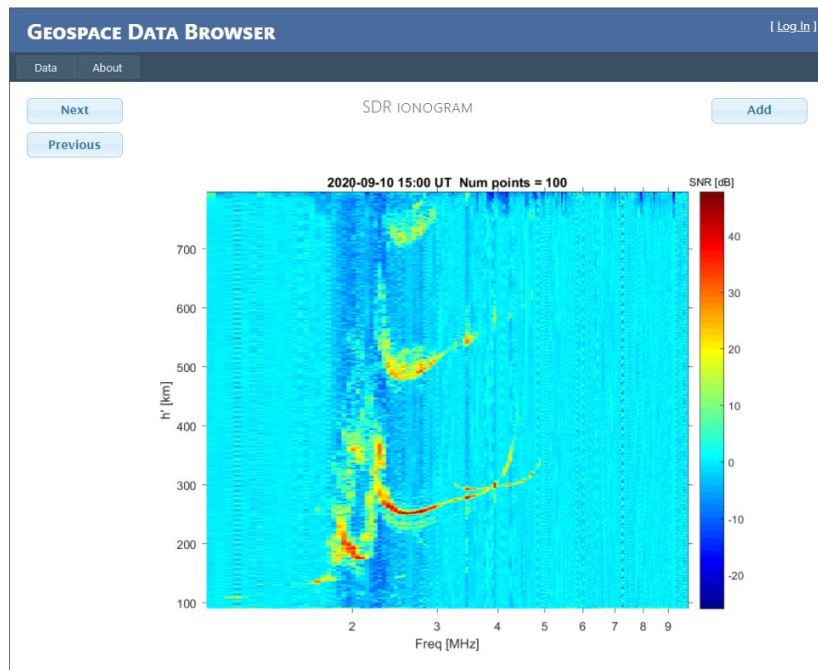 GEOSPACE DATA BROWSER
[ Log In ]
Data About
Next
SDR IONOGRAM
Add
Previous
2020-09-10 15:00 UT Num points = 100
SNR [dB]
700
600
500
400
300
200
100
h' [km]
2 3 4 5 6 7 8 9
Freq [MHz]
40
30
20
10
0
-10
-20